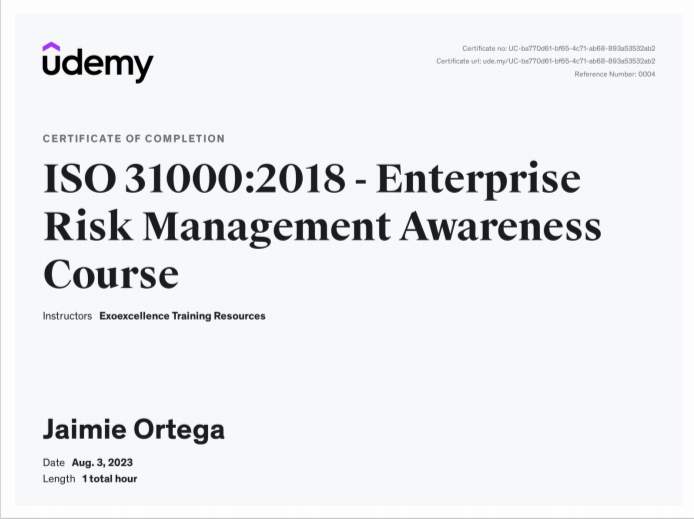 udemy
Certificate no: UC-ba770d61-bf65-4c71-ab68-893a53532ab2
Certificate url: ude.my/UC-ba770d61-bf65-4c71-ab68-893a53532ab2
Reference Number: 0004
CERTIFICATE OF COMPLETION
ISO 31000:2018 - Enterprise
Risk Management Awareness
Course
Instructors Exoexcellence Training Resources
Jaimie Ortega
Date Aug. 3, 2023
Length 1 total hour